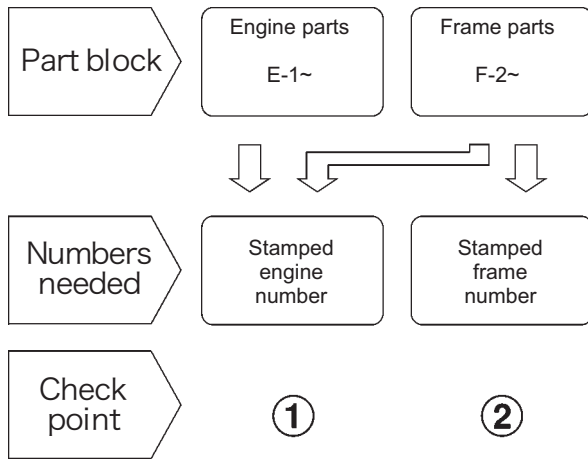 Part block
Engine parts
E-1~
Frame parts
F-2~
Numbers
needed
Stamped
engine
number
Stamped
frame
number
Check
point
①
②